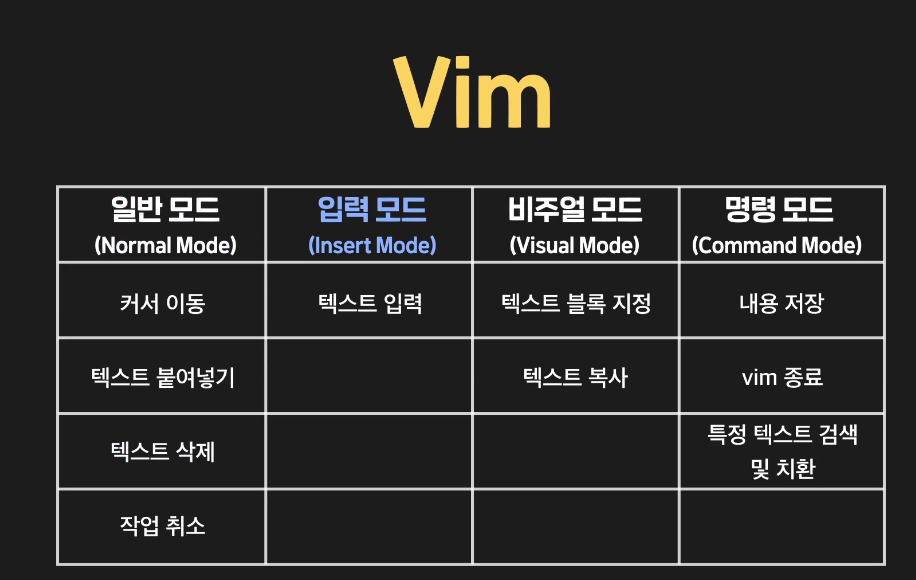 Vim
일반 모드 입력 모드 비주얼 모드 명령 모드
(Normal Mode) (Insert Mode) (Visual Mode) (Command Mode)
커서 이동 텍스트 입력 텍스트 블록 지정 내용 저장
텍스트 붙여넣기 텍스트 복사 vim 종료
텍스트 삭제 특정 텍스트 검색
및 치환
작업 취소